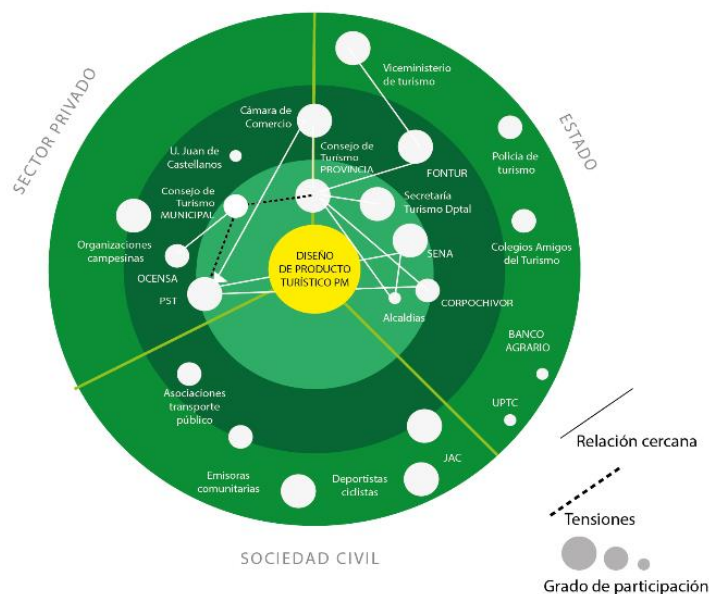 SECTOR PRIVADO
ESTADO
SOCIEDAD CIVIL
Viceministerio
de turismo
Cámara de
Comercio
Consejo de
Turismo
PROVINCIA
FONTUR
Policia de
turismo
U. Juan de
Castellanos
Consejo de
Turismo
MUNICIPAL
Secretaría
Turismo Dptal
Organizaciones
campesinas
OCENSA
PST
DISEÑO
DE PRODUCTO
TURÍSTICO PM
SENA
Colegios Amigos
del Turismo
CORPOCHIVOR
Alcaldias
BANCO
AGRARIO
UPTC
Asociaciones
transporte
público
Emisoras
comunitarias
Deportistas
ciclistas
JAC
Relación cercana
Tensiones
Grado de participación